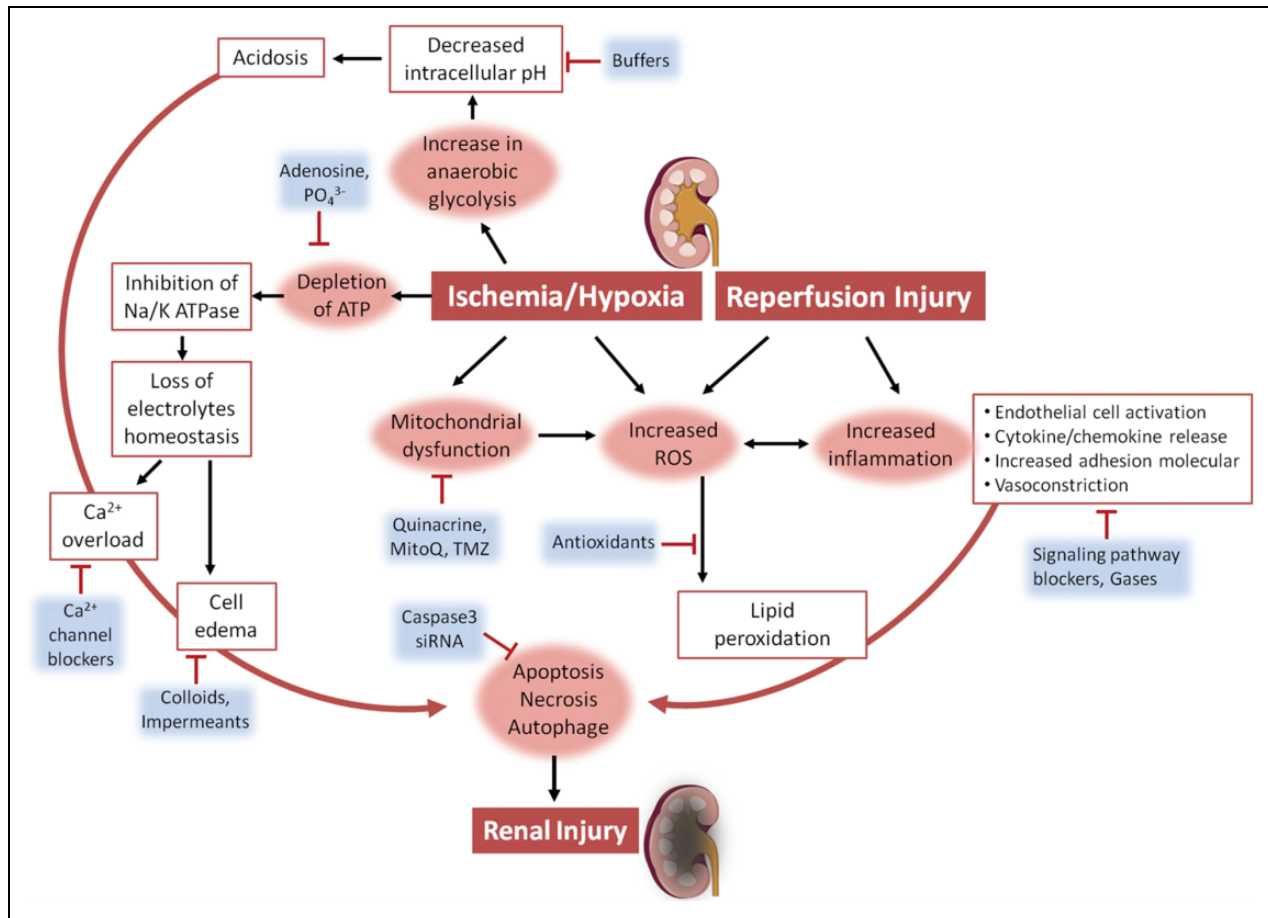 Acidosis
Decreased
intracellular pH
Buffers
Increase in
anaerobic
glycolysis
Adenosine,
PO₄³⁻
Inhibition of
Na/K ATPase
Depletion
of ATP
Ischemia/Hypoxia
Reperfusion Injury
Loss of
electrolytes
homeostasis
Mitochondrial
dysfunction
Increased
ROS
Increased
inflammation
• Endothelial cell activation
• Cytokine/chemokine release
• Increased adhesion molecular
• Vasoconstriction
Ca²⁺
overload
Quinacrine,
MitoQ, TMZ
Antioxidants
Signaling pathway
blockers, Gases
Ca²⁺
channel
blockers
Cell
edema
Caspase3
siRNA
Lipid
peroxidation
Colloids,
Impermeants
Apoptosis
Necrosis
Autophage
Renal Injury